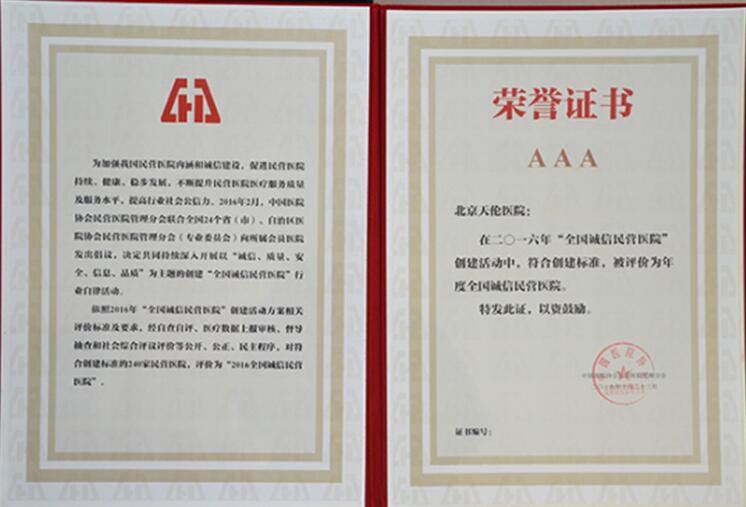 为加强我国民营医院内涵和诚信建设，促进民营医院
持续、健康、稳步发展，不断提升民营医院医疗服务质量
及服务水平，提高行业社会公信力。2016年2月，中国医院
协会民营医院管理分会联合全国24个省（市）、自治区医
院协会民营医院管理分会（专业委员会）向所属会员医院
发出倡议，决定共同持续深入开展以“诚信、质量、安
全、信息、品质”为主题的创建“全国诚信民营医院”行
业自律活动。
依照2016年“全国诚信民营医院”创建活动方案相关
评价标准及要求，经自查自评、医疗数据上报审核、督导
抽查和社会综合评议评价等公开、公正、民主程序，对符
合创建标准的240家民营医院，评价为“2016全国诚信民营
医院”。
荣誉证书
AAA
北京天伦医院：
在二〇一六年“全国诚信民营医院”
创建活动中，符合创建标准，被评价为年
度全国诚信民营医院。
特发此证，以资鼓励。
证书编号：